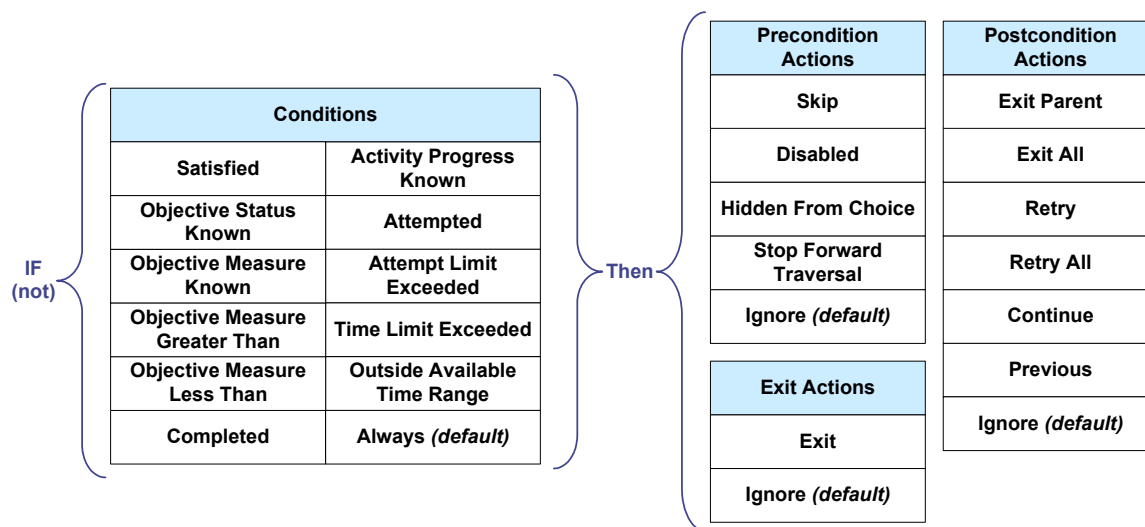 IF
(not)
Conditions
Satisfied
Activity Progress
Known
Objective Status
Known
Attempted
Objective Measure
Known
Attempt Limit
Exceeded
Objective Measure
Greater Than
Time Limit Exceeded
Objective Measure
Less Than
Outside Available
Time Range
Completed
Always (default)
Then
Precondition
Actions
Skip
Disabled
Hidden From Choice
Stop Forward
Traversal
Ignore (default)
Exit Actions
Exit
Ignore (default)
Postcondition
Actions
Exit Parent
Exit All
Retry
Retry All
Continue
Previous
Ignore (default)